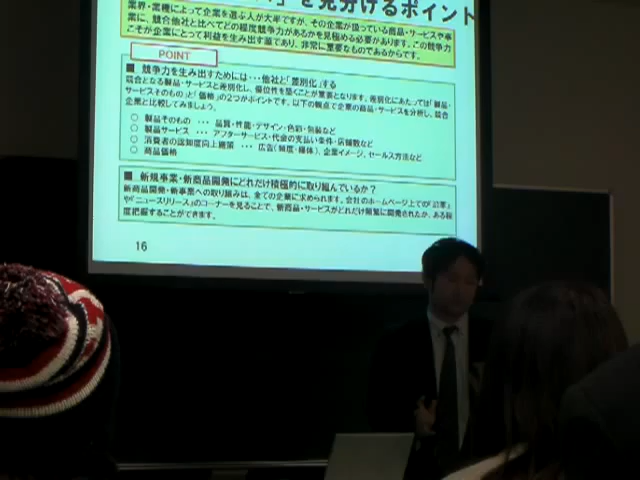 を見分けるポイント
業界・業種によって企業を選ぶ人が大半ですが、その企業が扱っている商品・サービスや事
業に、競合他社と比べてどの程度競争力があるかを見極める必要があります。この競争力
こそが企業にとって利益を生み出す源であり、非常に重要なものであるからです。
POINT
■ 競争力を生み出すためには・・・他社と「差別化」する
競合となる製品・サービスと差別化し、優位性を築くことが重要となります。差別化にあたっては「製品・
サービスそのもの」と「価格」の2つがポイントです。以下の観点で企業の商品・サービスを分析し、競合
企業と比較してみましょう。
○ 製品そのもの ・・・ 品質・性能・デザイン・色彩・包装など
○ 製品サービス ・・・ アフターサービス・代金の支払い条件・店舗数など
○ 消費者の認知度向上施策 ・・・ 広告(頻度・媒体)、企業イメージ、セールス方法など
○ 商品価格
■ 新規事業・新商品開発にどれだけ積極的に取り組んでいるか?
新商品開発・新事業への取り組みは、全ての企業に求められます。会社のホームページ上での「沿革」
や「ニュースリリース」のコーナーを見ることで、新商品・サービスがどれだけ頻繁に開発されたか、ある程
度把握することができます。
16